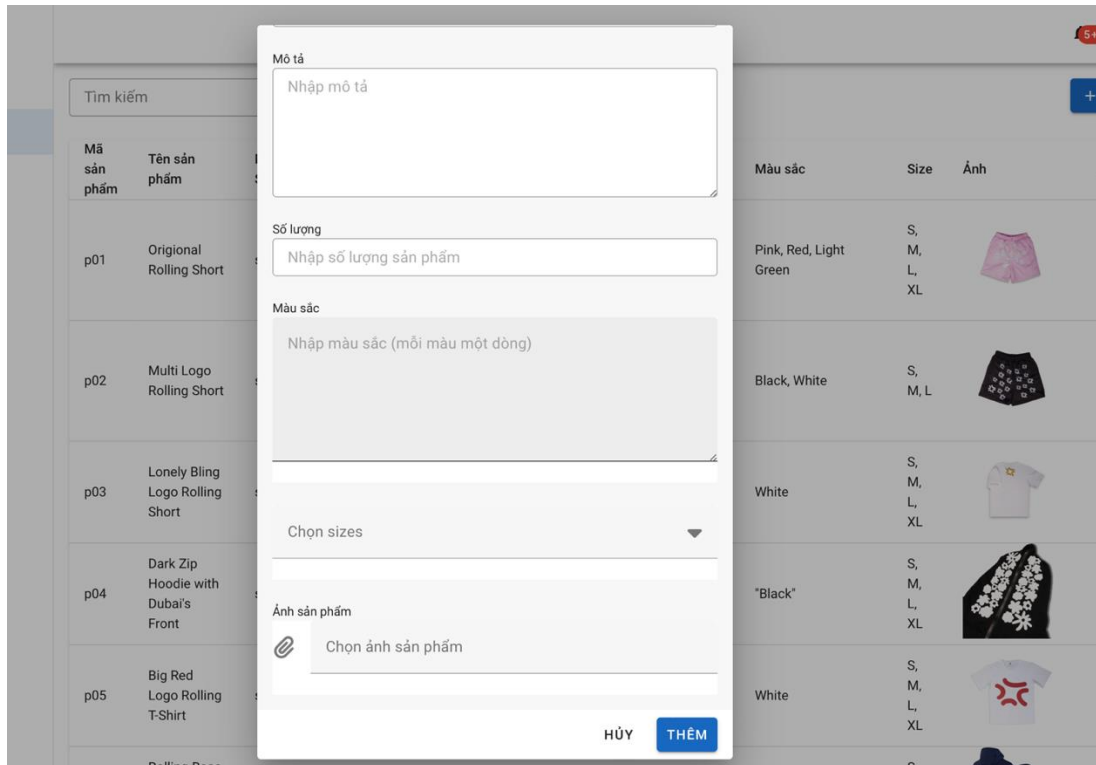 5+
Mô tả
Nhập mô tả
Tìm kiếm
+
Mã
sản
phẩm
Tên sản
phẩm
Màu sắc
Size
Ảnh
Số lượng
Nhập số lượng sản phẩm
p01
Origional
Rolling Short
Pink, Red, Light
Green
S,
M,
L,
XL
Màu sắc
Nhập màu sắc (mỗi màu một dòng)
p02
Multi Logo
Rolling Short
Black, White
S,
M, L
p03
Lonely Bling
Logo Rolling
Short
White
S,
M,
L,
XL
Chọn sizes
p04
Dark Zip
Hoodie with
Dubai's
Front
"Black"
S,
M,
L,
XL
Ảnh sản phẩm
Chọn ảnh sản phẩm
p05
Big Red
Logo Rolling
T-Shirt
White
S,
M,
L,
XL
HỦY
THÊM